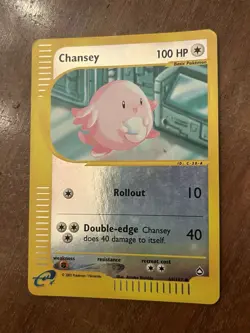 Chansey 100 HP
Basic Pokémon
Rollout 10
Double-edge Chansey
does 40 damage to itself. 40
weakness resistance retreat cost